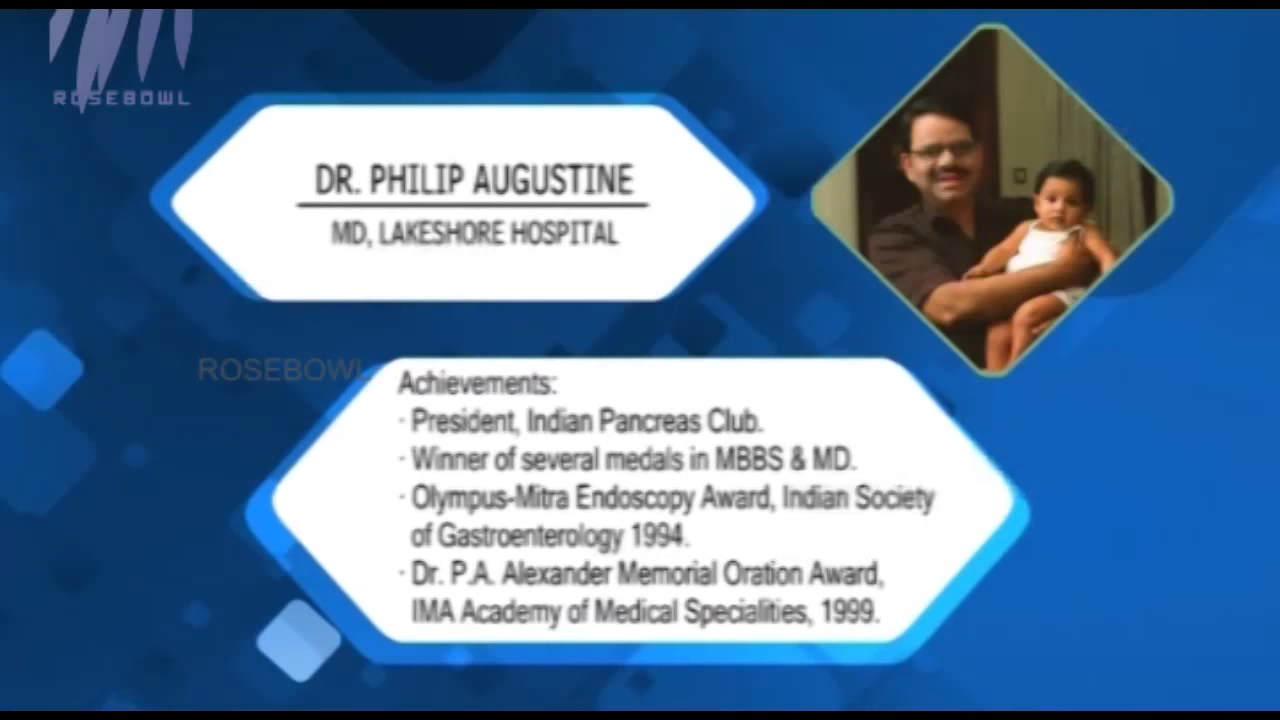 ROSEBOWL
DR. PHILIP AUGUSTINE
MD, LAKESHORE HOSPITAL
ROSEBOWL
Achievements:
· President, Indian Pancreas Club.
· Winner of several medals in MBBS & MD.
· Olympus-Mitra Endoscopy Award, Indian Society
of Gastroenterology 1994.
· Dr. P.A. Alexander Memorial Oration Award,
IMA Academy of Medical Specialities, 1999.